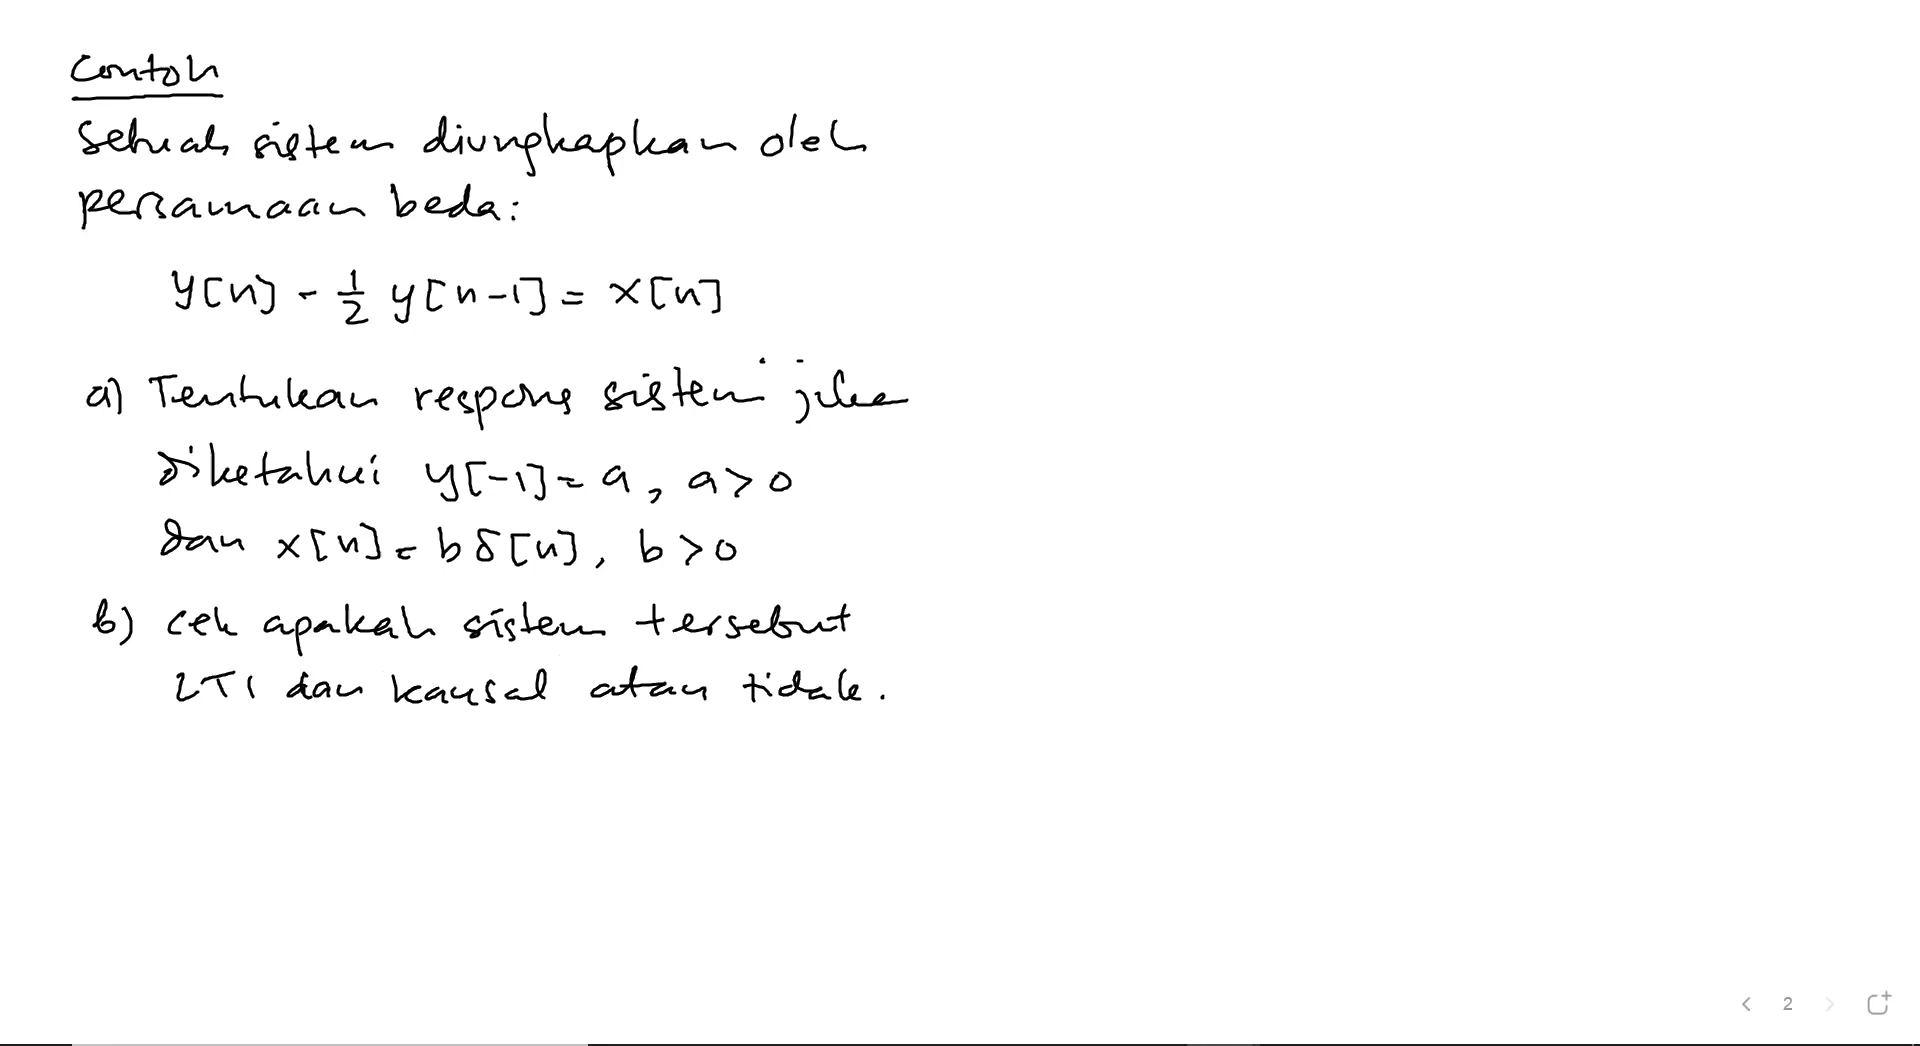 Contoh
Sebuah sistem diungkapkan oleh
persamaan beda:
y[n] - 1/2 y[n-1] = x[n]
a) Tentukan respons sistem jika
diketahui y[-1] = a, a > 0
dan x[n] = b δ[n], b > 0
b) cek apakah sistem tersebut
LTI dan kausal atau tidak.
2